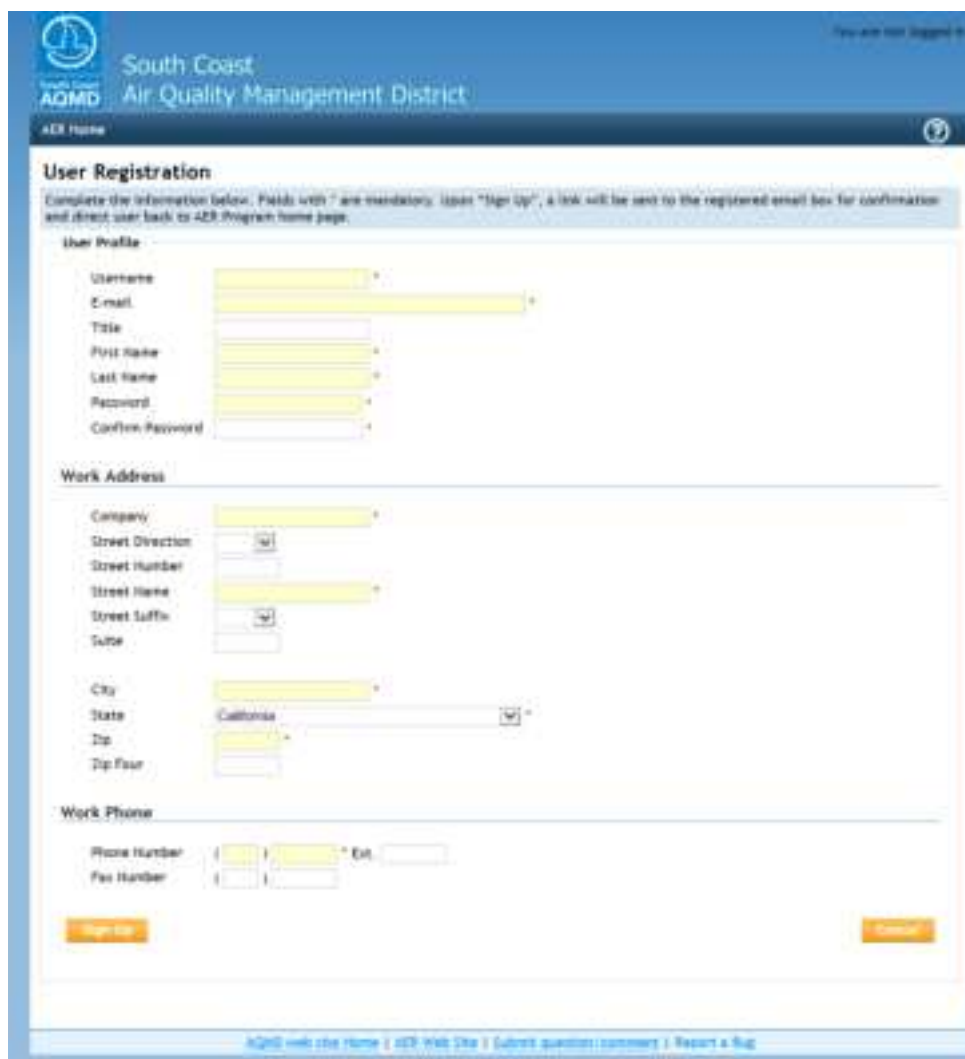 You are not logged in
South Coast
AQMD
South Coast
Air Quality Management District
AER Home
User Registration
Complete the information below. Fields with * are mandatory. Upon "Sign Up", a link will be sent to the registered email box for confirmation
and direct user back to AER Program home page.
User Profile
Username *
E-mail *
Title
First Name *
Last Name *
Password *
Confirm Password *
Work Address
Company *
Street Direction
Street Number
Street Name *
Street Suffix
Suite
City *
State California *
Zip *
Zip Four
Work Phone
Phone Number ( ) * Ext.
Fax Number ( )
Sign Up Cancel
AQMD web site Home | AER Web Site | Submit question/comment | Report a Bug